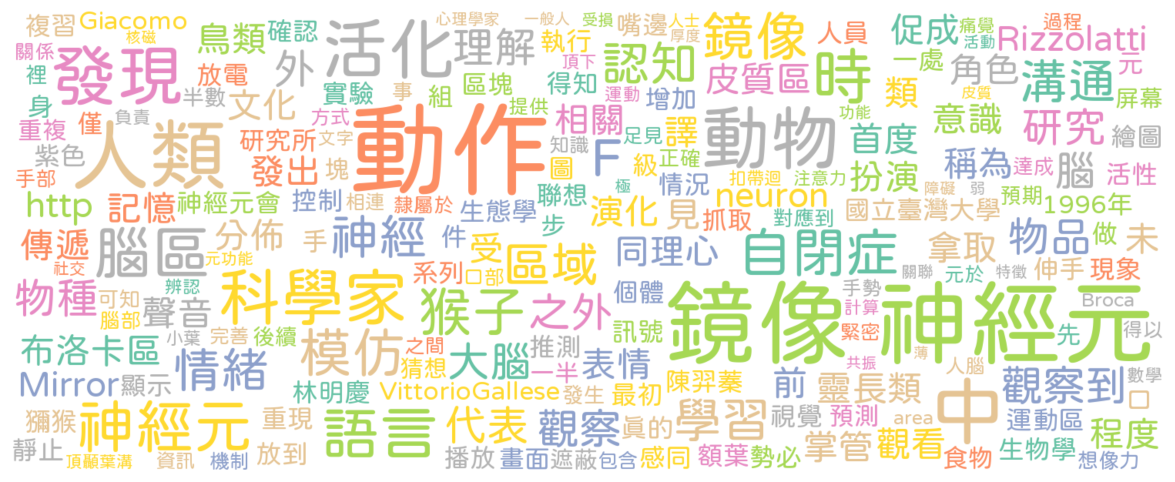 複習 Giacomo 鳥類 確認 活化 理解 心理學家 一般人 受損 人士 嘴邊 鏡像 人員 促成 痛覺 過程
關係 核磁 發現 外 執行 頂下 厚度 認知 皮質區 時 一處 活動 Rizzolatti
裡 放電 半數 實驗 事 組 區塊 得知 運動 增加 類 角色 溝通 元 屏幕
身 僅 負責 文化 方式 提供 相關 譯 功能 皮質 意識 研究 繪圖
重複 人類 研究所 文字 動作 知識 足見 動物 首度
紫色 發出 塊 圖 F 級 正確 情況 扣帶迴 注意力 扮演 稱為 達成 腦 活性
手部 http 記憶 神經元會 控制 相連 隸屬於 生態學 聯想 極 neuron 障礙 弱 預期 1996年
傳遞 腦區 分佈 手 神經 件 步 演化 見 抓取 對應到 國立臺灣大學 物品 做 未
社交 元功能 受 區域 同理心 自閉症 拿取
物種 可知 辨認 聲音 科學家 系列 口部 猴子 之外 個體 手勢 關聯 元於 特徵 伸手 現象
腦部 訊號 鏡像神經元 計算 緊密 Broca 先 得以
布洛卡區 小葉 完善 後續 情緒 模仿 之間 猜想 大腦 推測 一半 表情 共振 薄 人腦 數學
Mirror 顯示 林明慶 VittorioGallese 發生 最初 陳羿蓁 前 靈長類 中 觀察到 口
獼猴 神經元 重現 語言 代表 觀察 真的 學習 視覺 預測 area 運動區 程度
靜止 頂顳葉溝 資訊 機制 放到 播放 畫面 遮蔽 包含 感同 額葉 勢必 掌管 觀看 食物 生物學 想像力